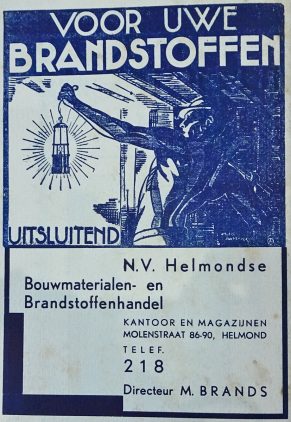 VOOR UWE
BRANDSTOFFEN
UITSLUITEND
N.V. Helmondse
Bouwmaterialen- en
Brandstoffenhandel
KANTOOR EN MAGAZIJNEN
MOLENSTRAAT 86-90, HELMOND
TELEF.
218
Directeur M. BRANDS